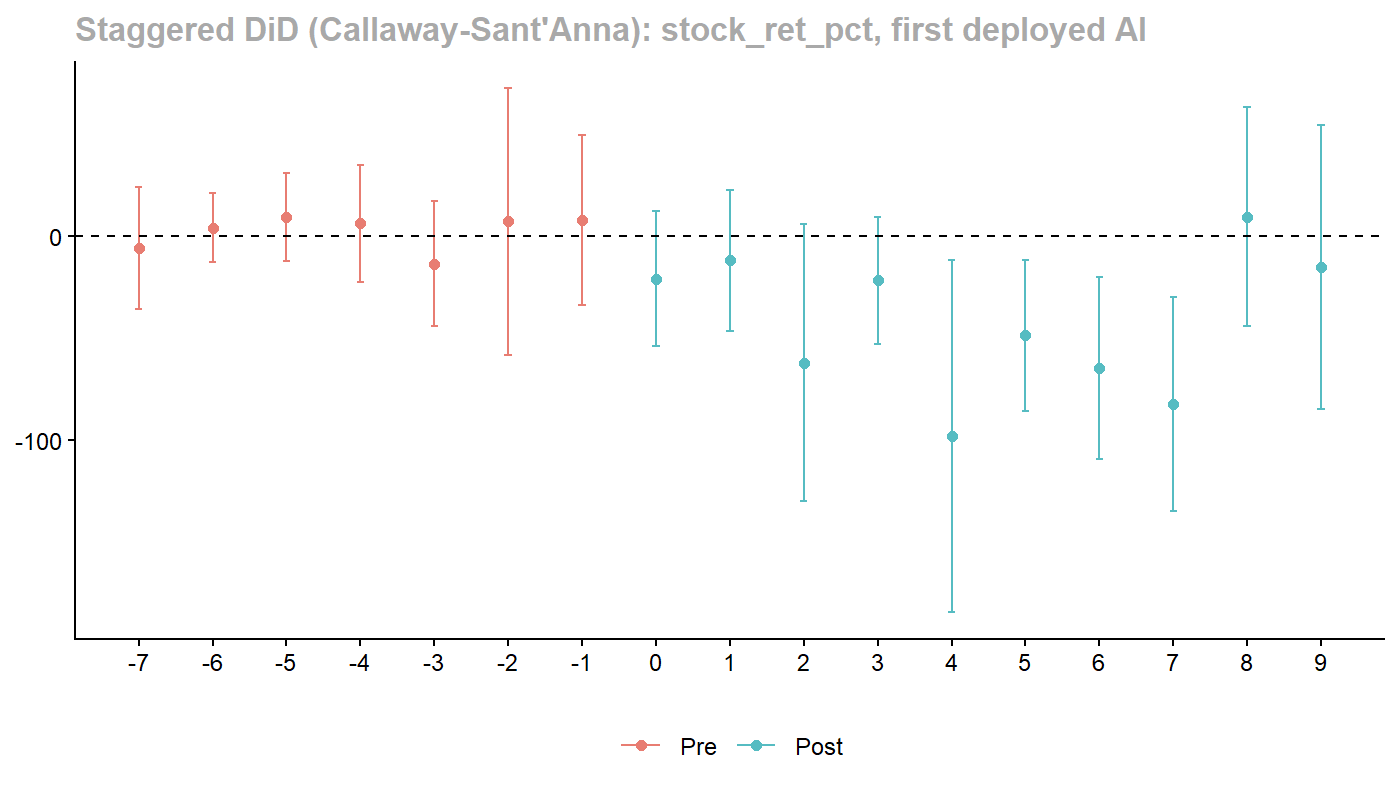 Staggered DiD (Callaway-Sant'Anna): stock_ret_pct, first deployed AI
0
-100
-7 -6 -5 -4 -3 -2 -1 0 1 2 3 4 5 6 7 8 9
Pre Post